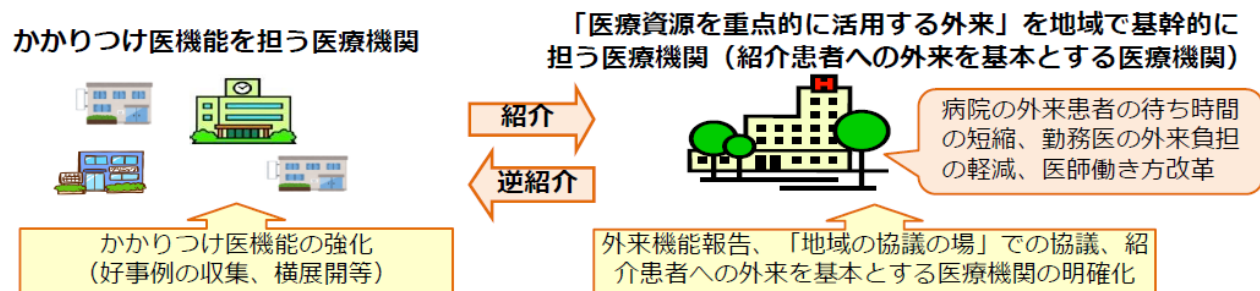 かかりつけ医機能を担う医療機関
「医療資源を重点的に活用する外来」を地域で基幹的に
担う医療機関（紹介患者への外来を基本とする医療機関）
紹介
逆紹介
H
病院の外来患者の待ち時間
の短縮、勤務医の外来負担
の軽減、医師働き方改革
かかりつけ医機能の強化
（好事例の収集、横展開等）
外来機能報告、「地域の協議の場」での協議、紹
介患者への外来を基本とする医療機関の明確化